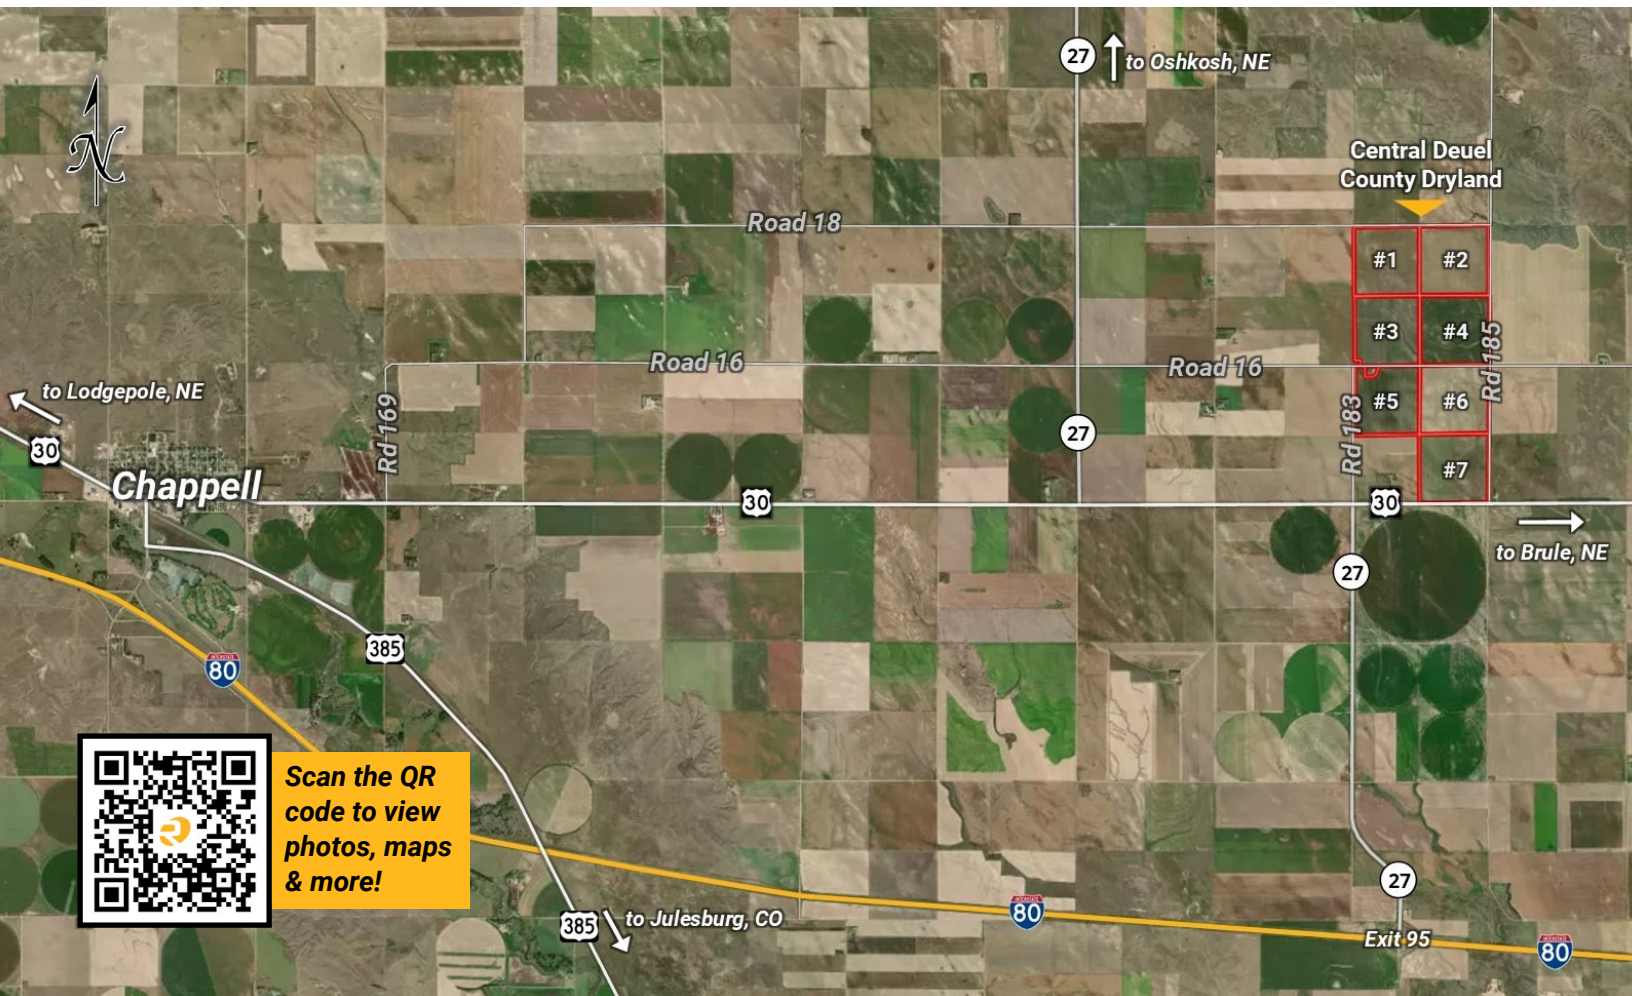 27
to Oshkosh, NE
N
Central Deuel
County Dryland
Road 18
#1
#2
#3
#4
Rd 185
Road 16
Road 16
to Lodgepole, NE
30
Rd 169
#5
#6
27
Rd 183
Chappell
#7
30
30
to Brule, NE
27
385
INTERSTATE
80
Scan the QR
code to view
photos, maps
& more!
27
INTERSTATE
80
385
to Julesburg, CO
Exit 95
INTERSTATE
80